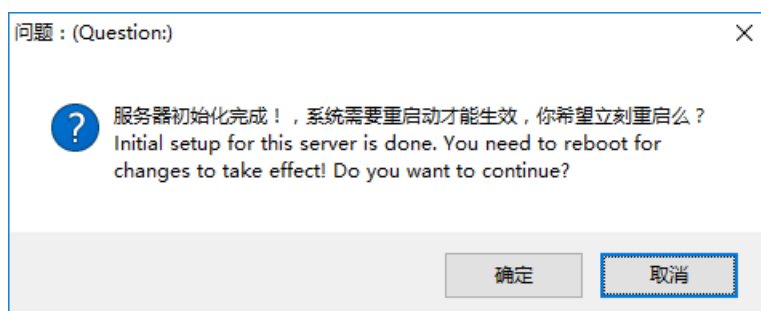 问题：(Question:)
服务器初始化完成！，系统需要重启动才能生效，你希望立刻重启么？
Initial setup for this server is done. You need to reboot for
changes to take effect! Do you want to continue?
确定
取消